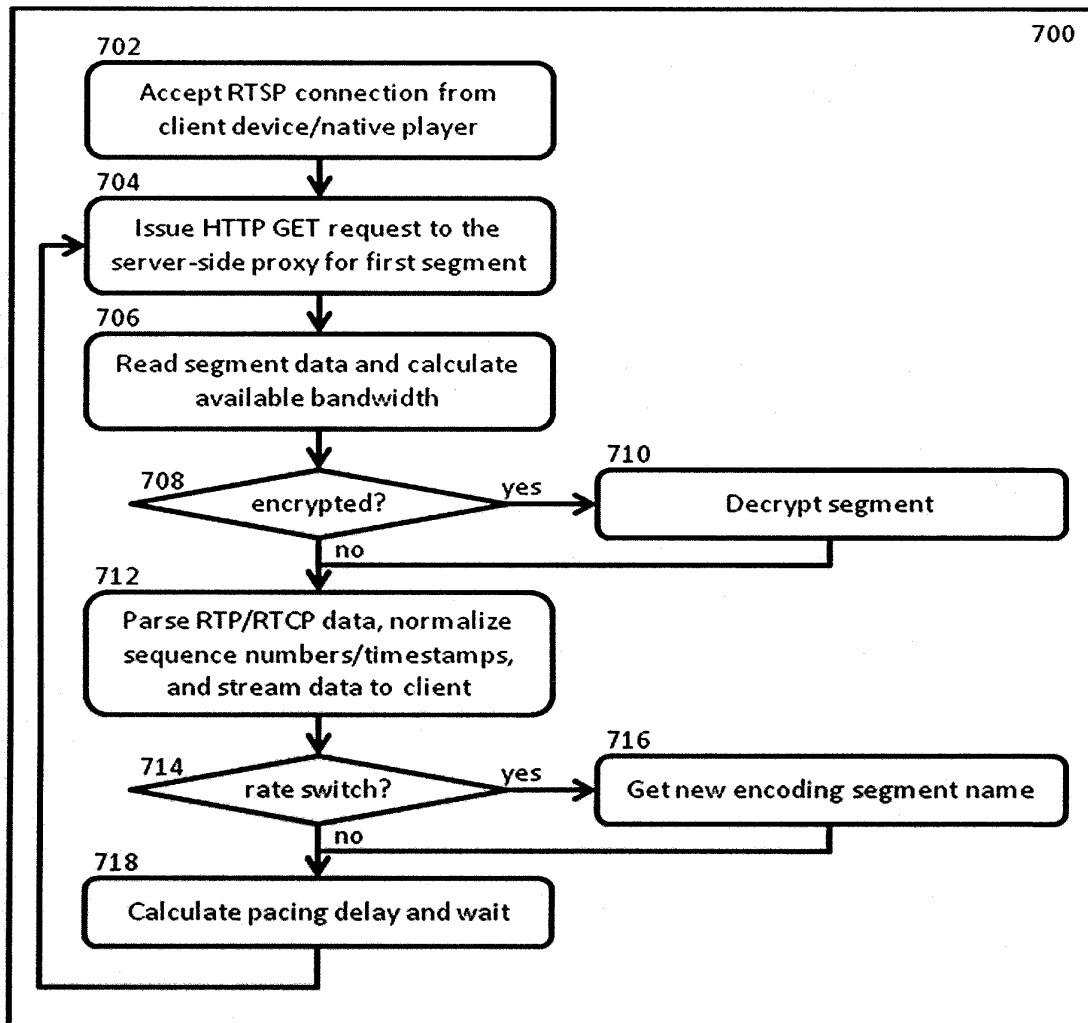 700
702
Accept RTSP connection from
client device/native player
704
Issue HTTP GET request to the
server-side proxy for first segment
706
Read segment data and calculate
available bandwidth
708
encrypted?
yes
710
Decrypt segment
no
712
Parse RTP/RTCP data, normalize
sequence numbers/timestamps,
and stream data to client
714
rate switch?
yes
716
Get new encoding segment name
no
718
Calculate pacing delay and wait